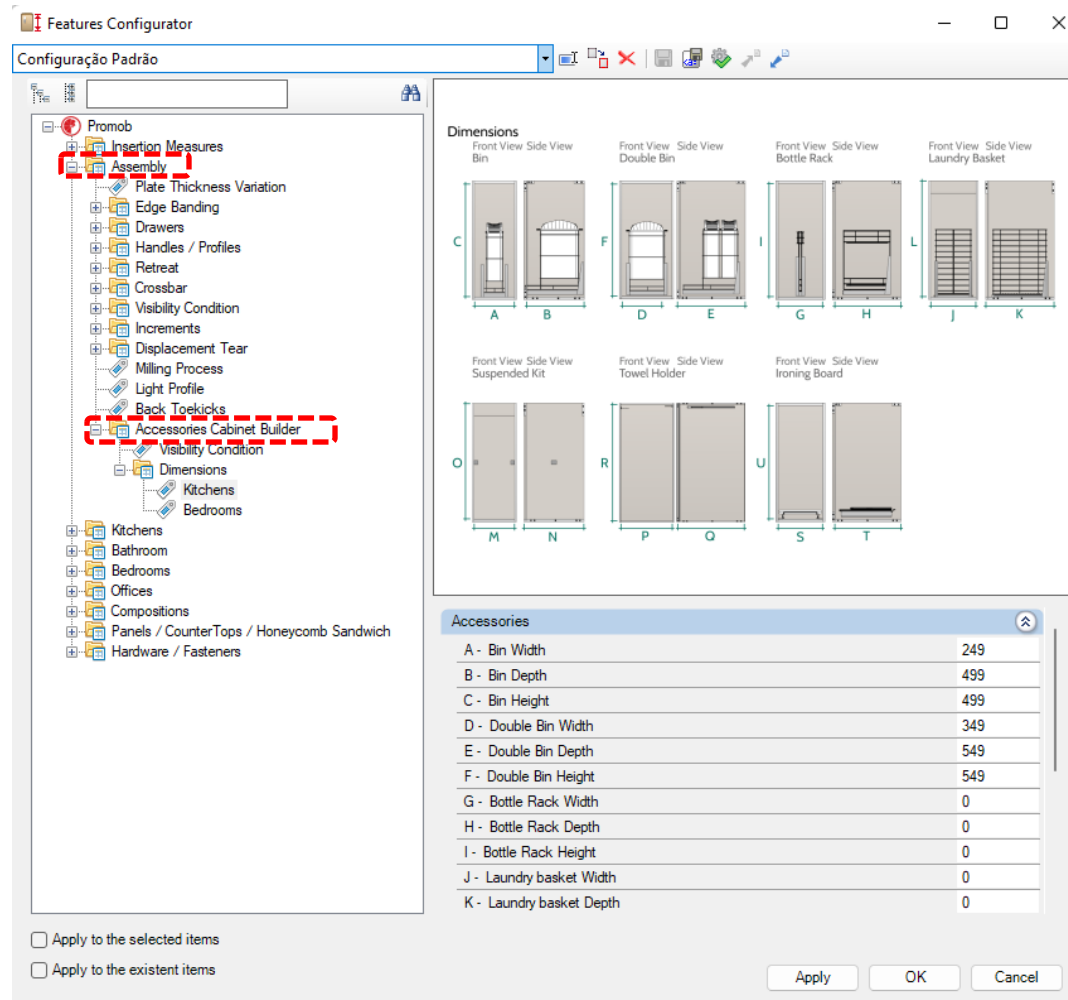 Features Configurator
Configuração Padrão
Promob
Insertion Measures
Assembly
Plate Thickness Variation
Edge Banding
Drawers
Handles / Profiles
Retreat
Crossbar
Visibility Condition
Increments
Displacement Tear
Milling Process
Light Profile
Back Toekicks
Accessories Cabinet Builder
Visibility Condition
Dimensions
Kitchens
Bedrooms
Kitchens
Bathroom
Bedrooms
Offices
Compositions
Panels / CounterTops / Honeycomb Sandwich
Hardware / Fasteners
Dimensions
Front View Side View Front View Side View Front View Side View Front View Side View
Bin Double Bin Bottle Rack Laundry Basket
C F I L
A B D E G H J K
Front View Side View Front View Side View Front View Side View
Suspended Kit Towel Holder Ironing Board
O R U
M N P Q S T
Accessories
A - Bin Width 249
B - Bin Depth 499
C - Bin Height 499
D - Double Bin Width 349
E - Double Bin Depth 549
F - Double Bin Height 549
G - Bottle Rack Width 0
H - Bottle Rack Depth 0
I - Bottle Rack Height 0
J - Laundry basket Width 0
K - Laundry basket Depth 0
Apply to the selected items
Apply to the existent items
Apply OK Cancel